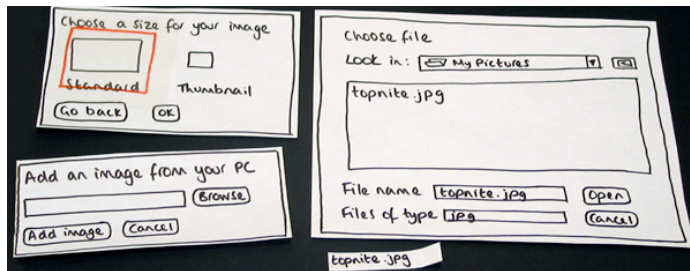 Choose a size for your image
Standard
Thumbnail
Go back OK
Add an image from your PC
Browse
Add image Cancel
Choose file
Look in: My Pictures
topnite.jpg
File name topnite.jpg Open
Files of type jpg Cancel
topnite.jpg